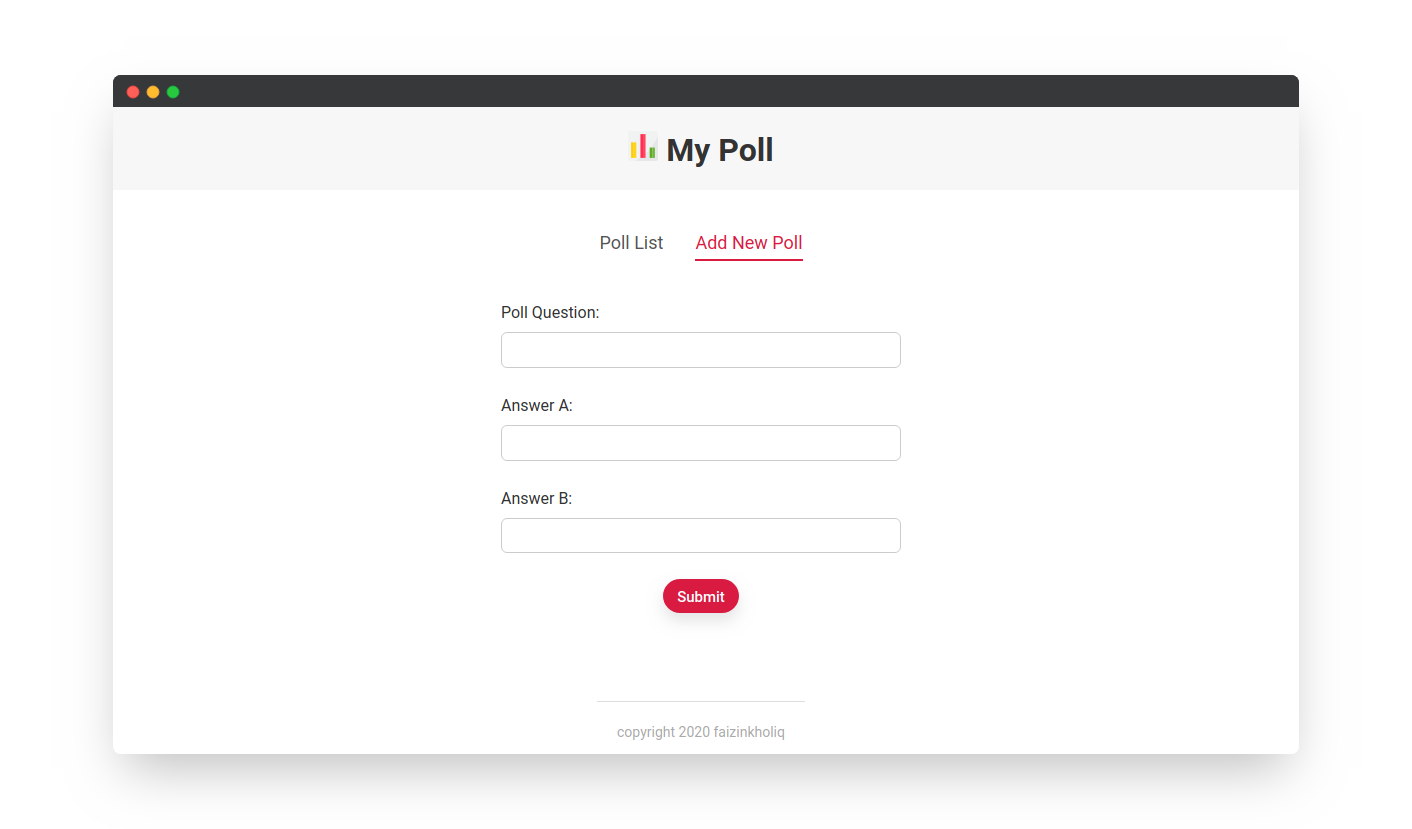 My Poll
Poll List Add New Poll
Poll Question:
Answer A:
Answer B:
Submit
copyright 2020 faizinkholiq